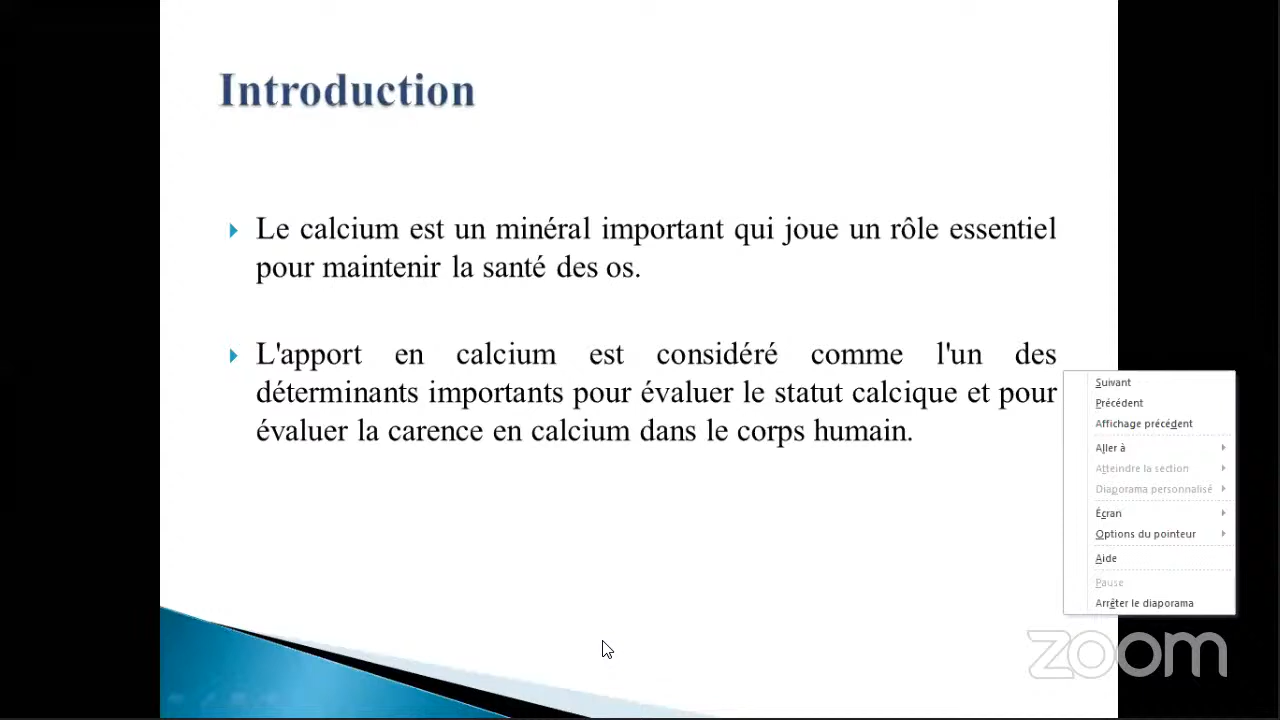 Introduction
Le calcium est un minéral important qui joue un rôle essentiel
pour maintenir la santé des os.
L'apport en calcium est considéré comme l'un des
déterminants importants pour évaluer le statut calcique et pour
évaluer la carence en calcium dans le corps humain.
Suivant
Précédent
Affichage précédent
Aller à
Atteindre la section
Diaporama personnalisé
Écran
Options du pointeur
Aide
Pause
Arrêter le diaporama
zoom